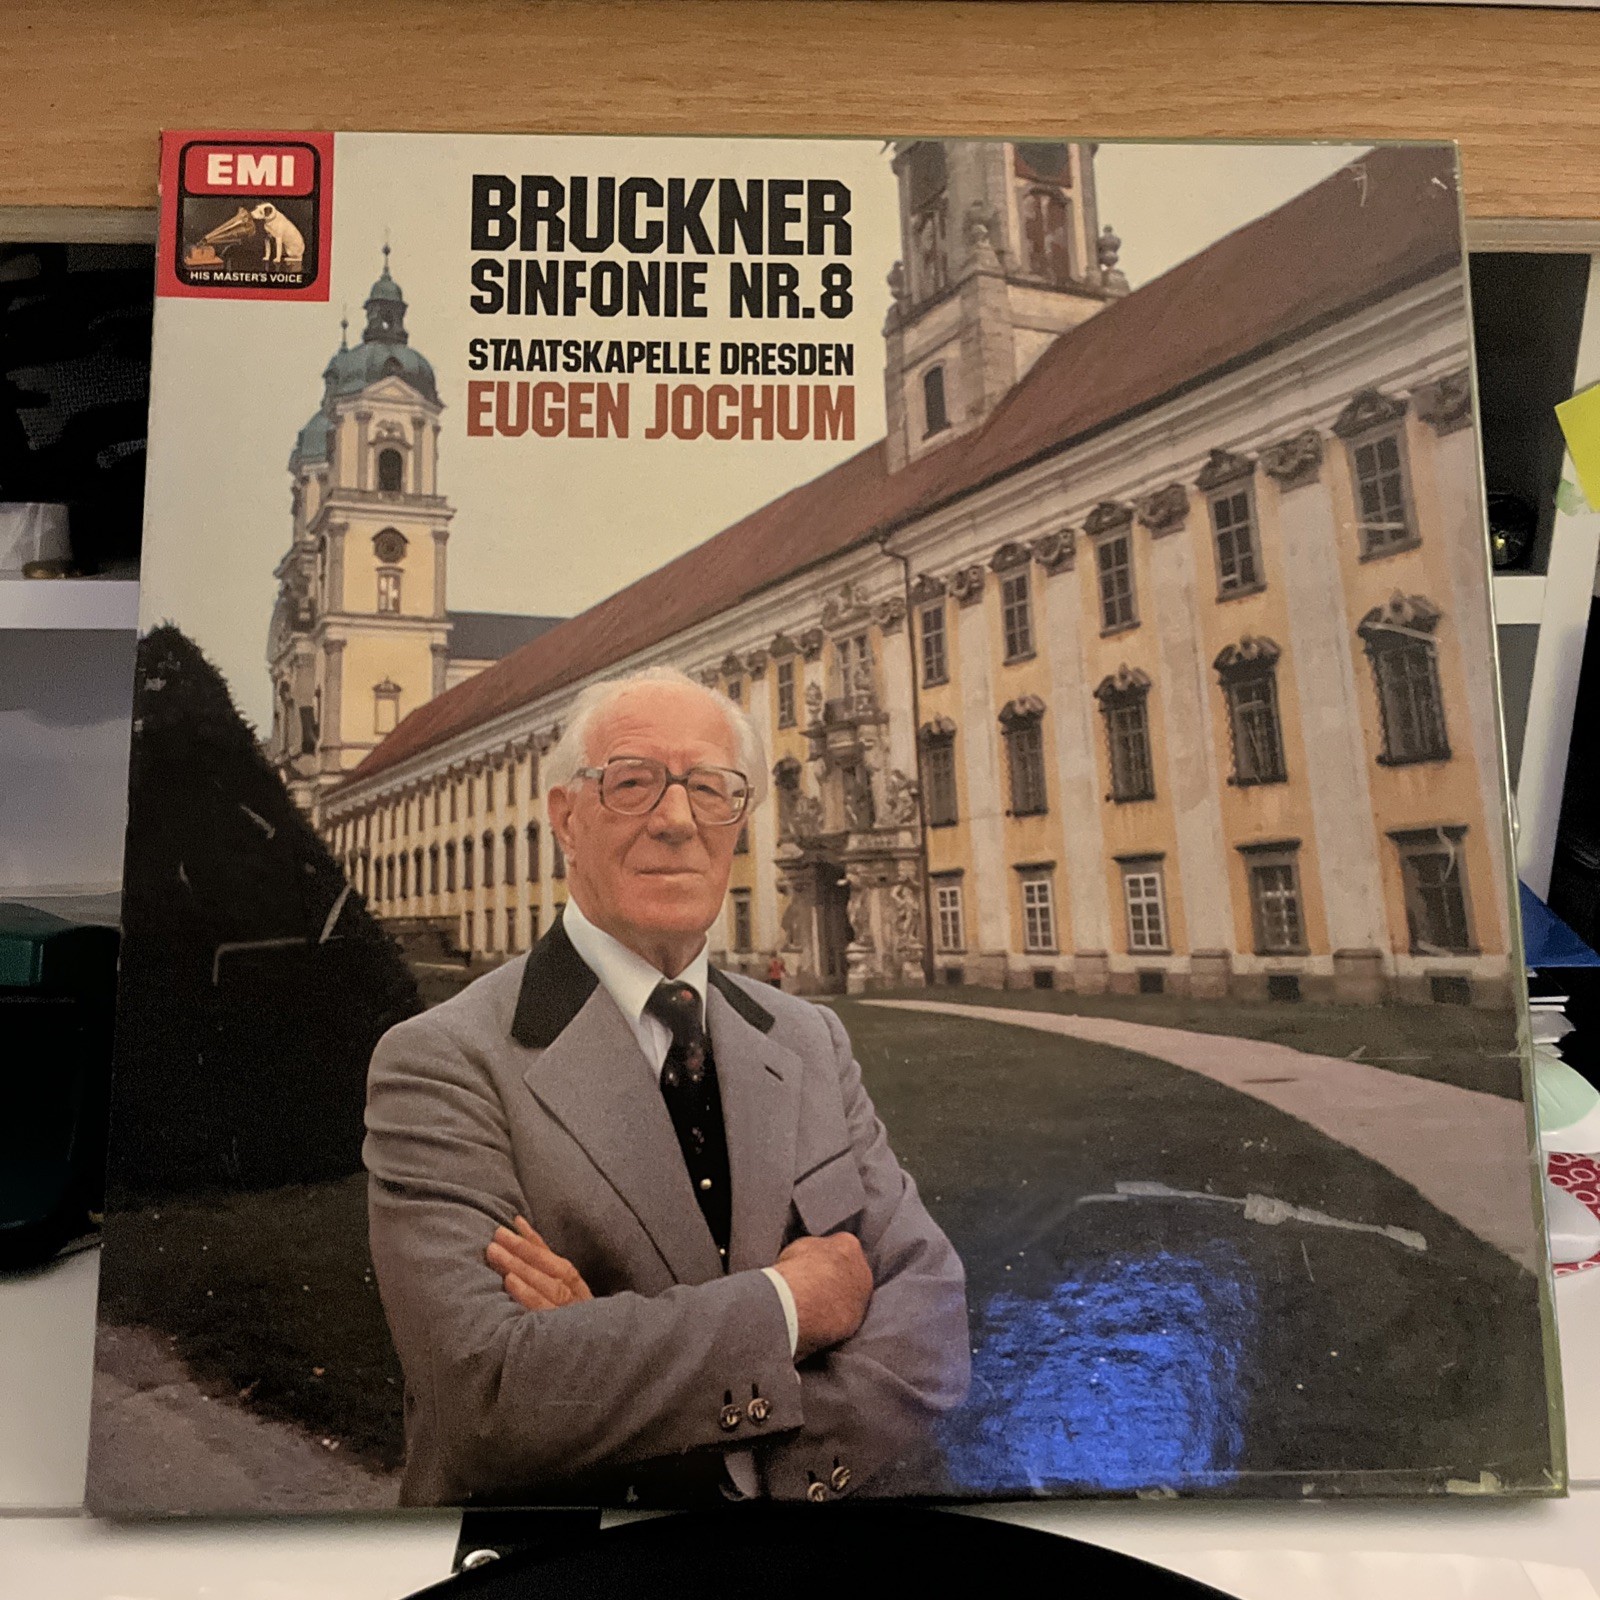 EMI
HIS MASTER'S VOICE
BRUCKNER
SINFONIE NR.8
STAATSKAPELLE DRESDEN
EUGEN JOCHUM